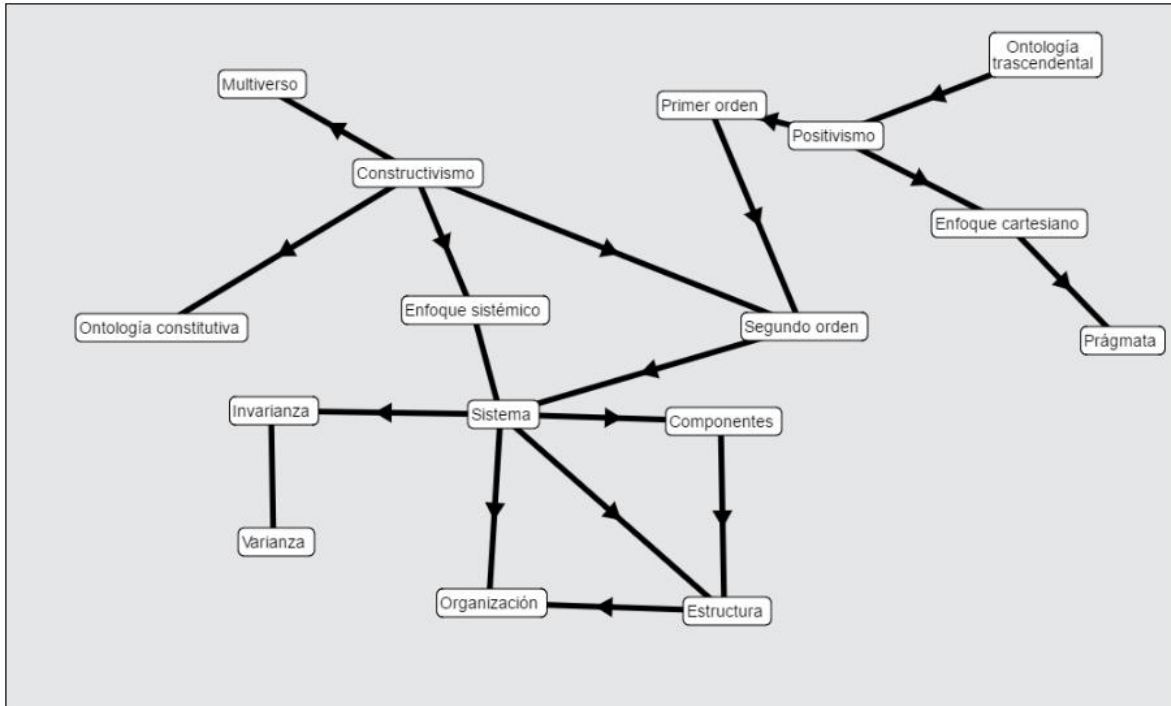 Ontología
trascendental
Multiverso
Primer orden
Positivismo
Constructivismo
Enfoque cartesiano
Enfoque sistémico
Ontología constitutiva
Segundo orden
Prágmata
Invarianza
Sistema
Componentes
Varianza
Organización
Estructura